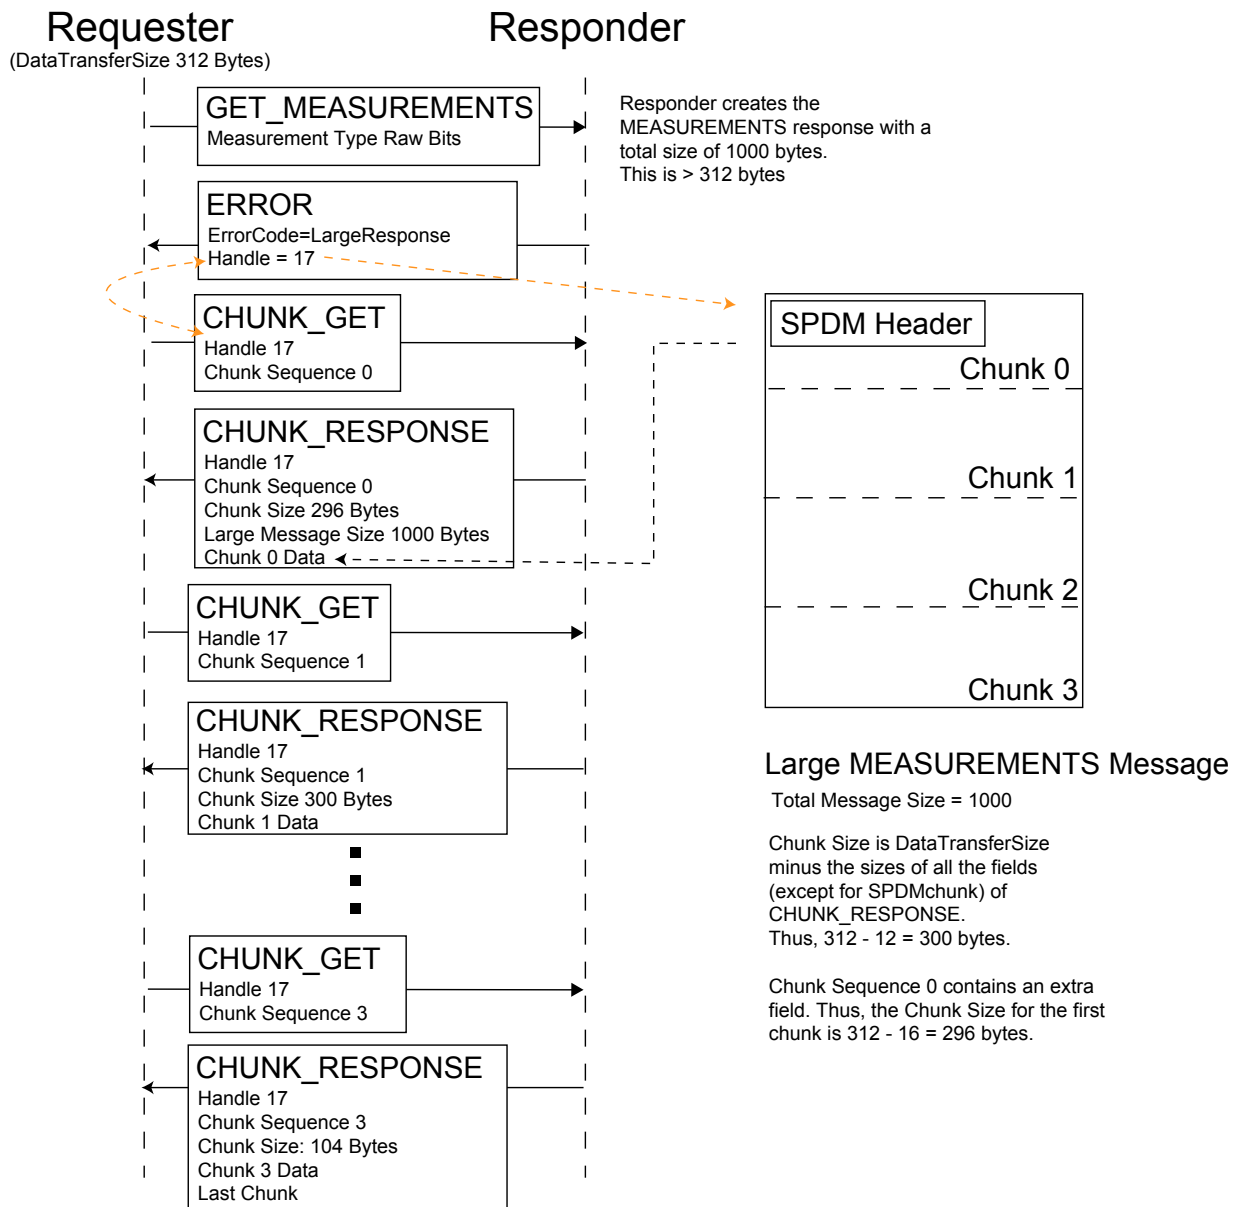 Requester
(DataTransferSize 312 Bytes)
Responder
GET_MEASUREMENTS
Measurement Type Raw Bits
Responder creates the
MEASUREMENTS response with a
total size of 1000 bytes.
This is > 312 bytes
ERROR
ErrorCode=LargeResponse
Handle = 17
CHUNK_GET
Handle 17
Chunk Sequence 0
CHUNK_RESPONSE
Handle 17
Chunk Sequence 0
Chunk Size 296 Bytes
Large Message Size 1000 Bytes
Chunk 0 Data
CHUNK_GET
Handle 17
Chunk Sequence 1
CHUNK_RESPONSE
Handle 17
Chunk Sequence 1
Chunk Size 300 Bytes
Chunk 1 Data
CHUNK_GET
Handle 17
Chunk Sequence 3
CHUNK_RESPONSE
Handle 17
Chunk Sequence 3
Chunk Size: 104 Bytes
Chunk 3 Data
Last Chunk
SPDM Header
Chunk 0
Chunk 1
Chunk 2
Chunk 3
Large MEASUREMENTS Message
Total Message Size = 1000
Chunk Size is DataTransferSize
minus the sizes of all the fields
(except for SPDMchunk) of
CHUNK_RESPONSE.
Thus, 312 - 12 = 300 bytes.
Chunk Sequence 0 contains an extra
field. Thus, the Chunk Size for the first
chunk is 312 - 16 = 296 bytes.